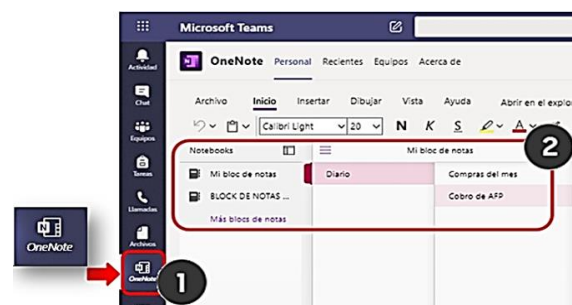 Microsoft Teams
Actividad
OneNote Personal Recientes Equipos Acerca de
Chat
Archivo Inicio Insertar Dibujar Vista Ayuda Abrir en el explo
Calibri Light 20 N K S A
Equipos
Notebooks Mi bloc de notas 2
Mi bloc de notas Diario Compras del mes
Tareas
BLOCK DE NOTAS ... Cobro de AFP
Más blocs de notas
Llamadas
Archivos
OneNote
OneNote 1